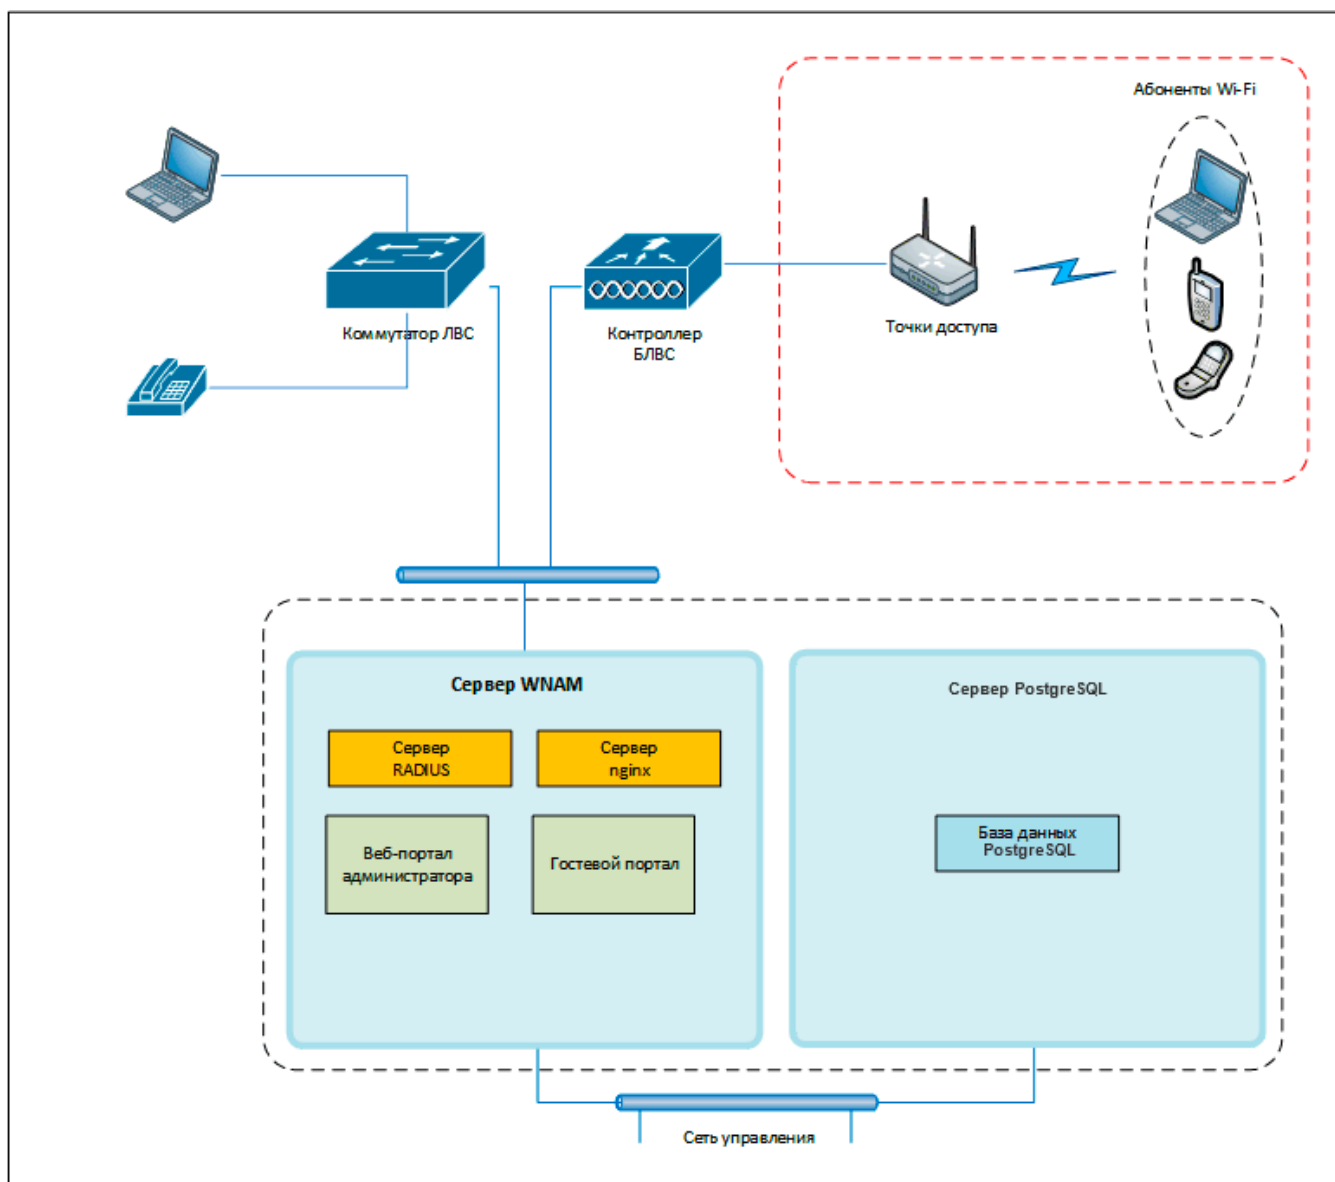 Абоненты Wi-Fi
Коммутатор ЛВС
Контроллер
БЛВС
Точки доступа
Сервер WNAM
Сервер
RADIUS
Сервер
nginx
Веб-портал
администратора
Гостевой портал
Сервер PostgreSQL
База данных
PostgreSQL
Сеть управления